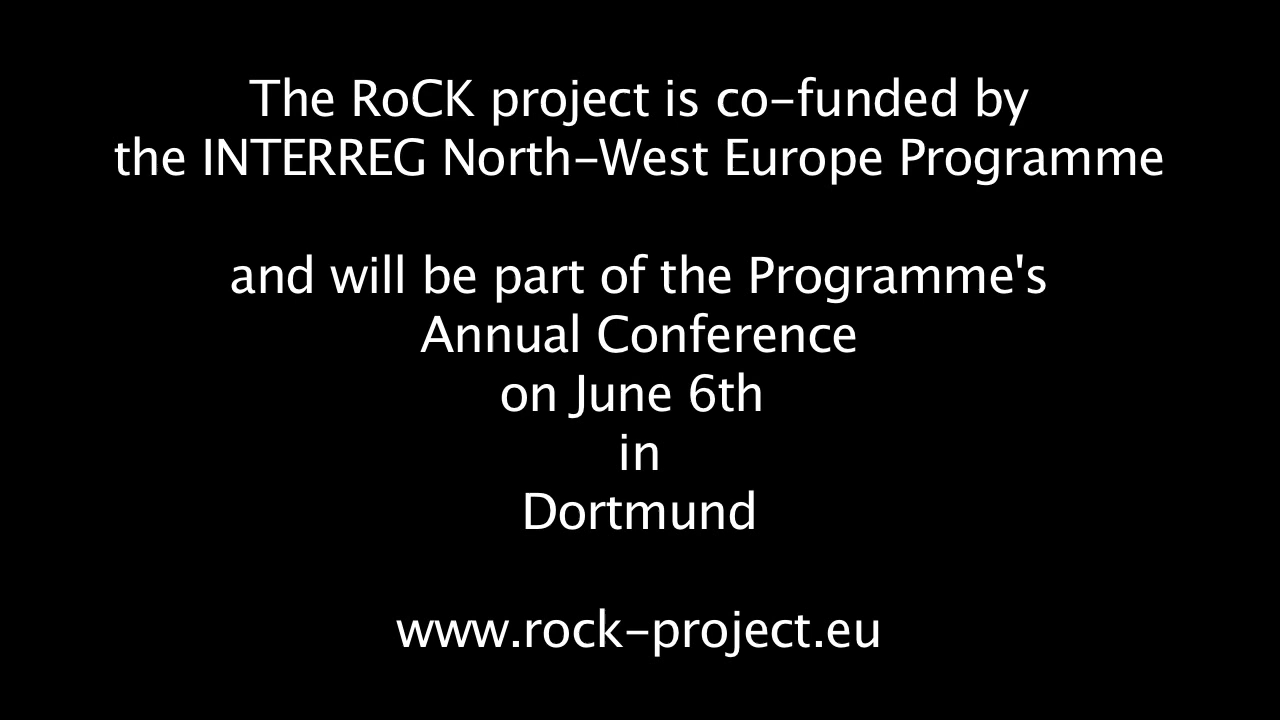 The RoCK project is co-funded by
the INTERREG North-West Europe Programme
and will be part of the Programme's
Annual Conference
on June 6th
in
Dortmund
www.rock-project.eu